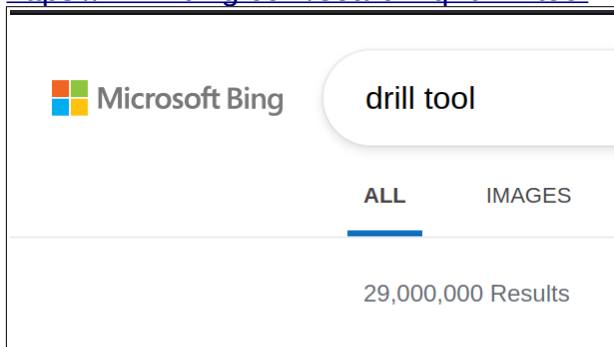 Microsoft Bing
drill tool
ALL IMAGES
29,000,000 Results